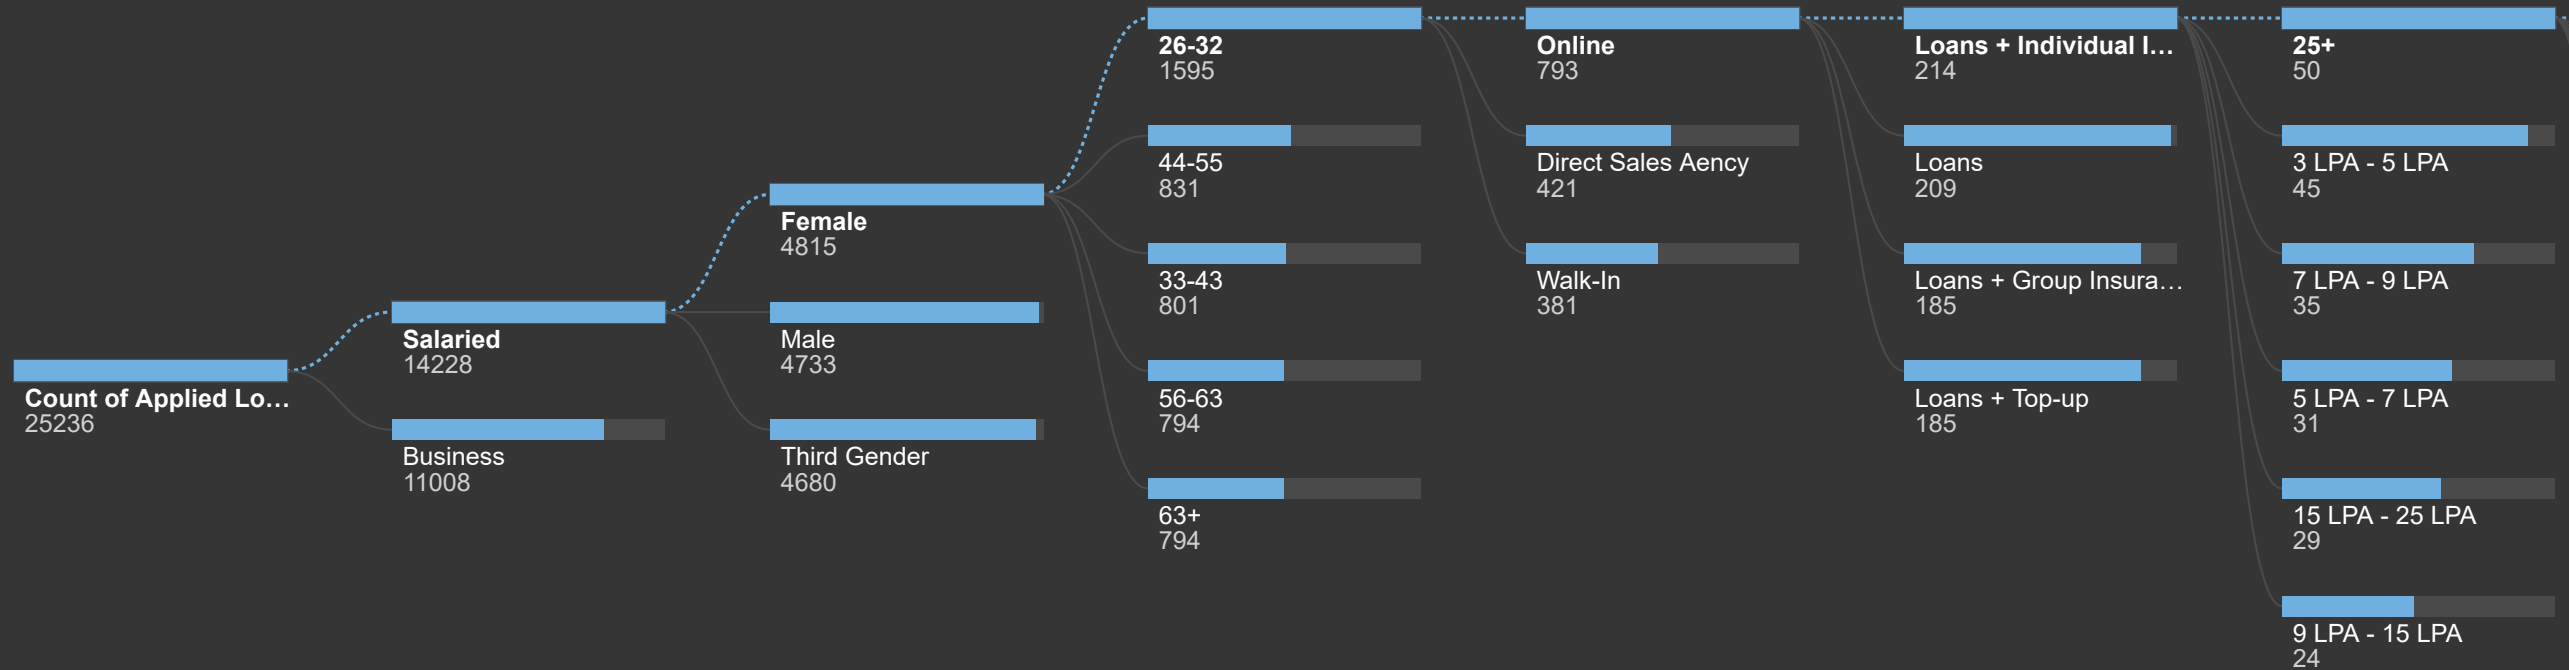 Count of Applied Lo…
25236
Salaried
14228
Business
11008
Female
4815
Male
4733
Third Gender
4680
26-32
1595
44-55
831
33-43
801
56-63
794
63+
794
Online
793
Direct Sales Aency
421
Walk-In
381
Loans + Individual I…
214
Loans
209
Loans + Group Insura…
185
Loans + Top-up
185
25+
50
3 LPA - 5 LPA
45
7 LPA - 9 LPA
35
5 LPA - 7 LPA
31
15 LPA - 25 LPA
29
9 LPA - 15 LPA
24